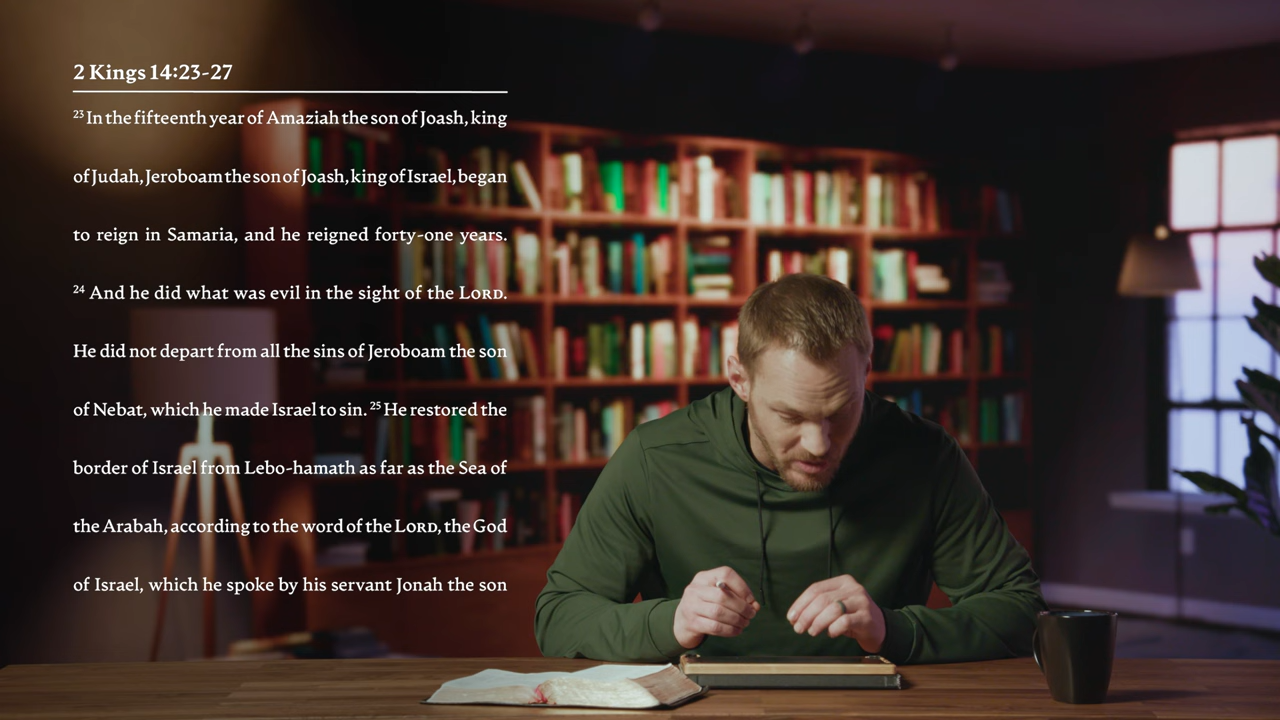 2 Kings 14:23-27
23 In the fifteenth year of Amaziah the son of Joash, king
of Judah, Jeroboam the son of Joash, king of Israel, began
to reign in Samaria, and he reigned forty-one years.
24 And he did what was evil in the sight of the LORD.
He did not depart from all the sins of Jeroboam the son
of Nebat, which he made Israel to sin. 25 He restored the
border of Israel from Lebo-hamath as far as the Sea of
the Arabah, according to the word of the LORD, the God
of Israel, which he spoke by his servant Jonah the son